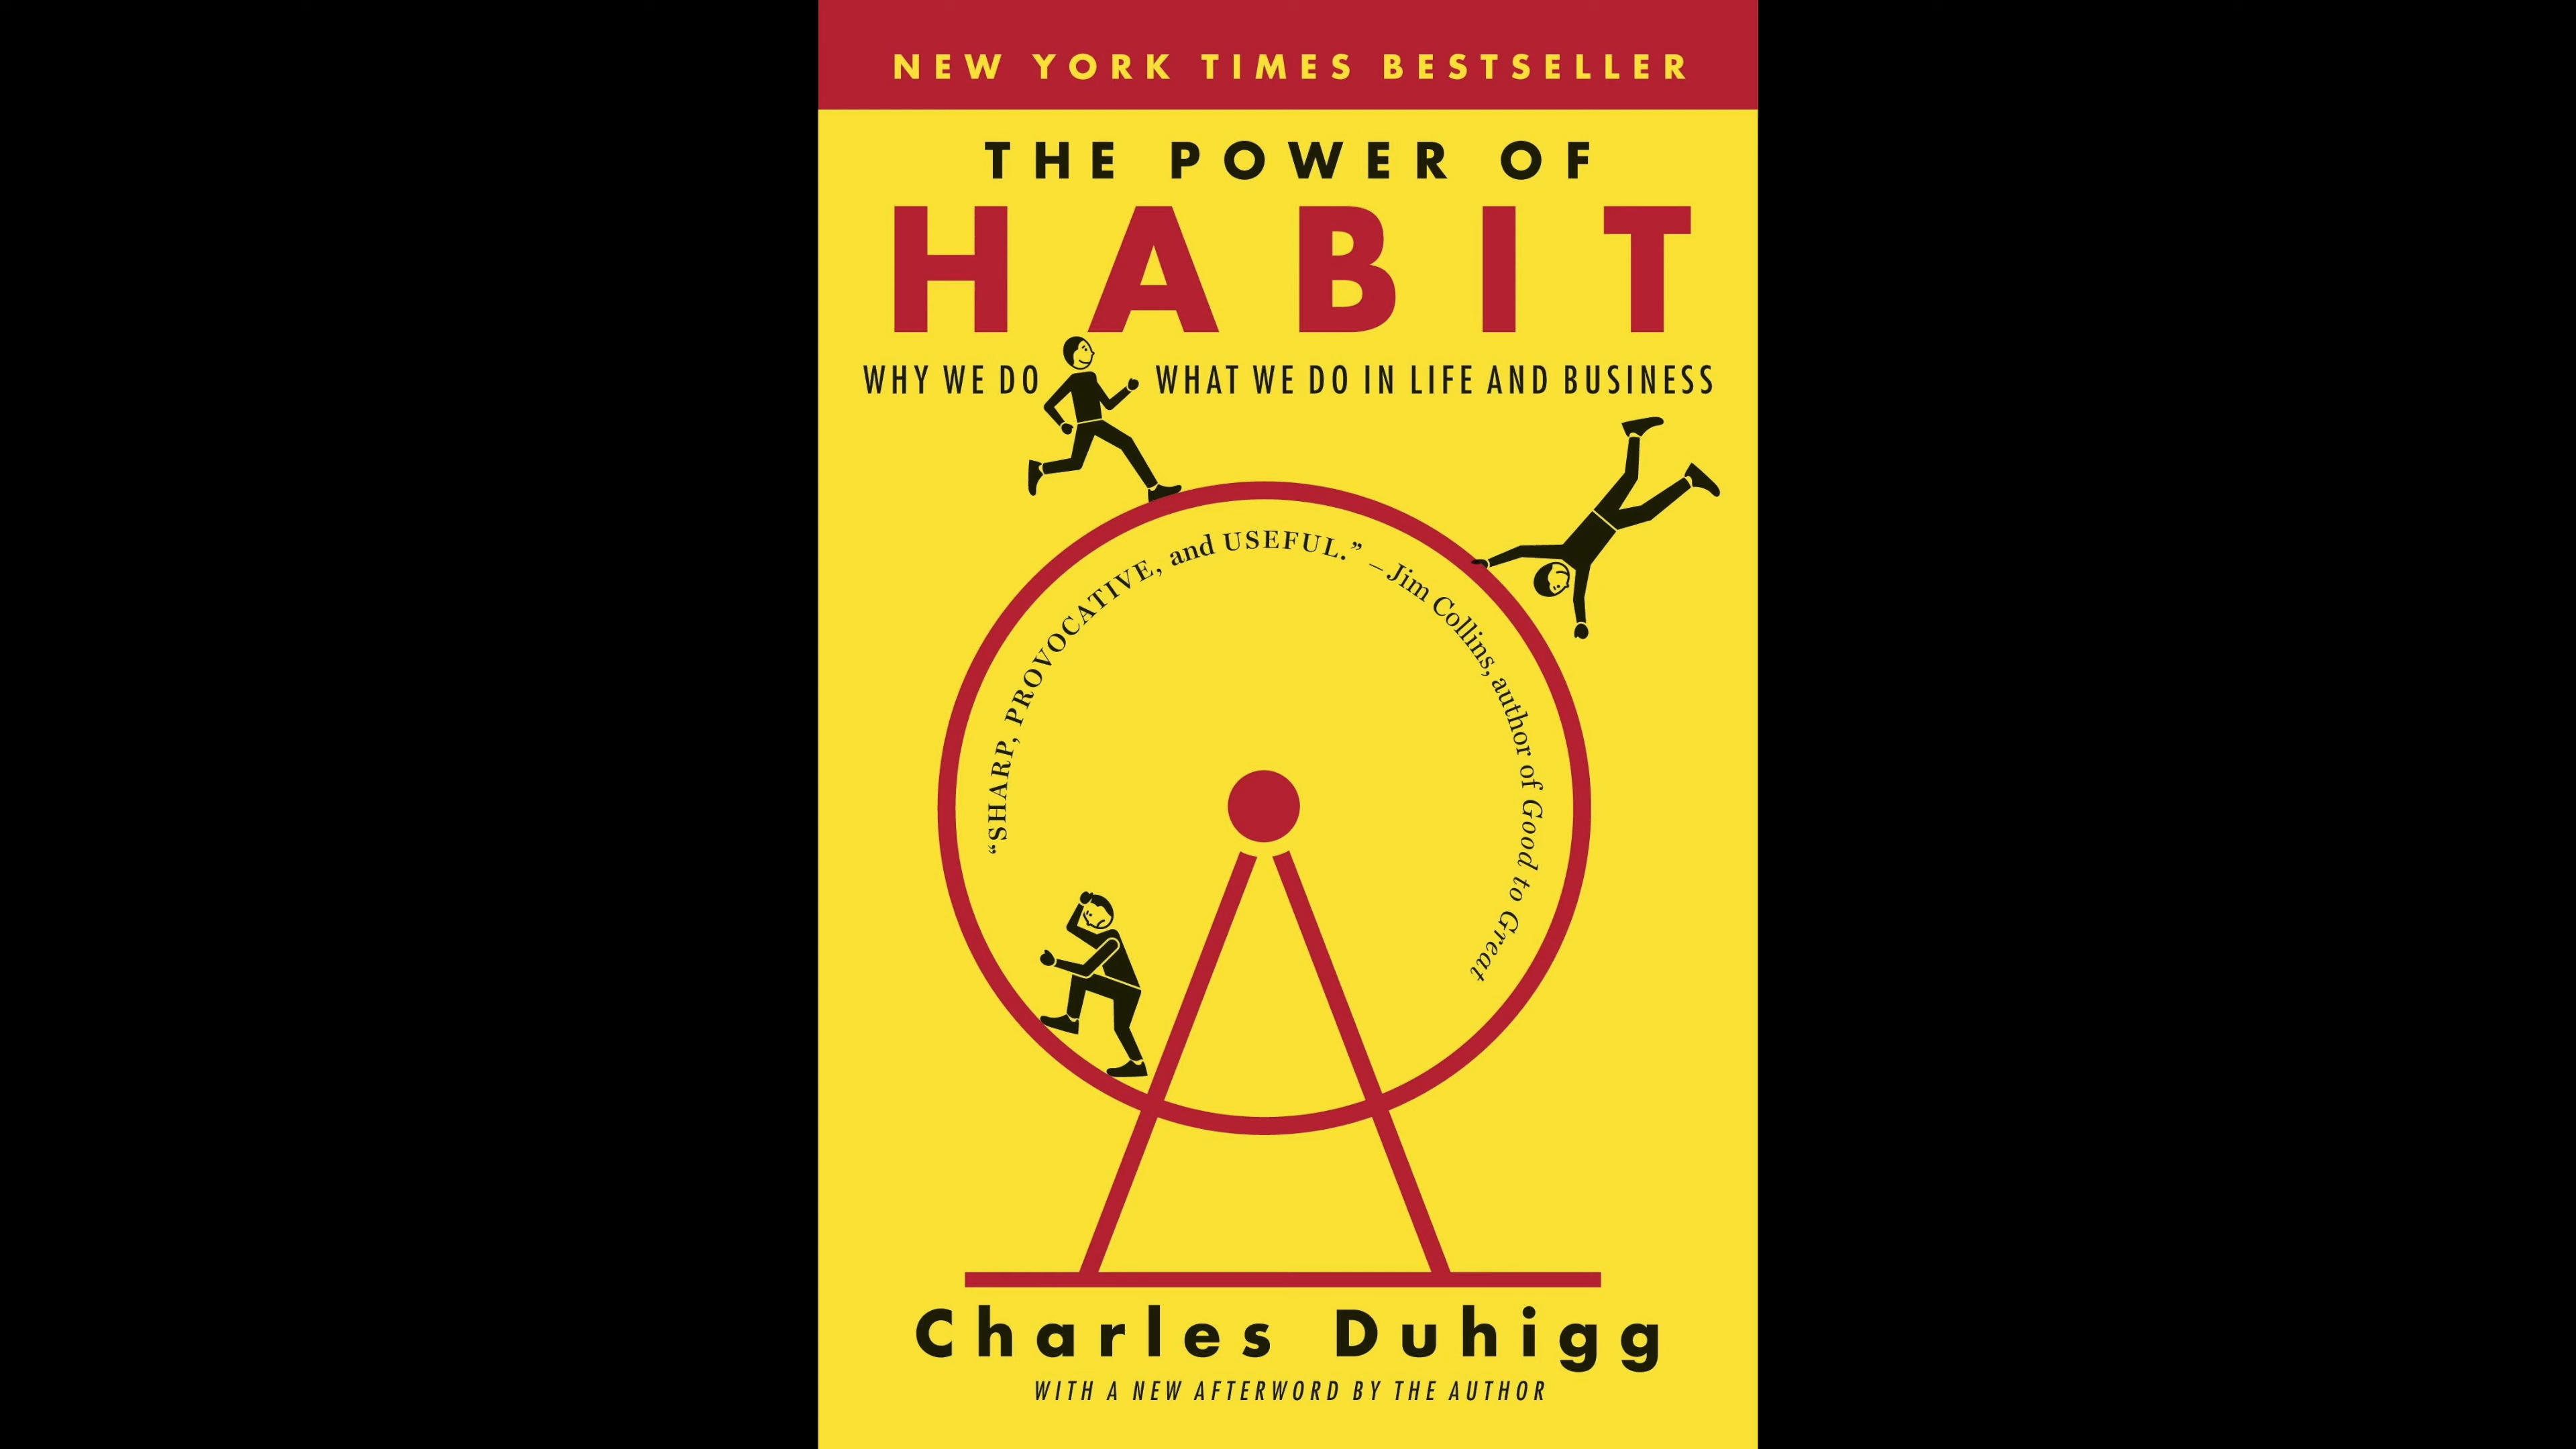 NEW YORK TIMES BESTSELLER
THE POWER OF
HABIT
WHY WE DO WHAT WE DO IN LIFE AND BUSINESS
“SHARP, PROVOCATIVE, and USEFUL.” – Jim Collins, author of Good to Great
Charles Duhigg
WITH A NEW AFTERWORD BY THE AUTHOR